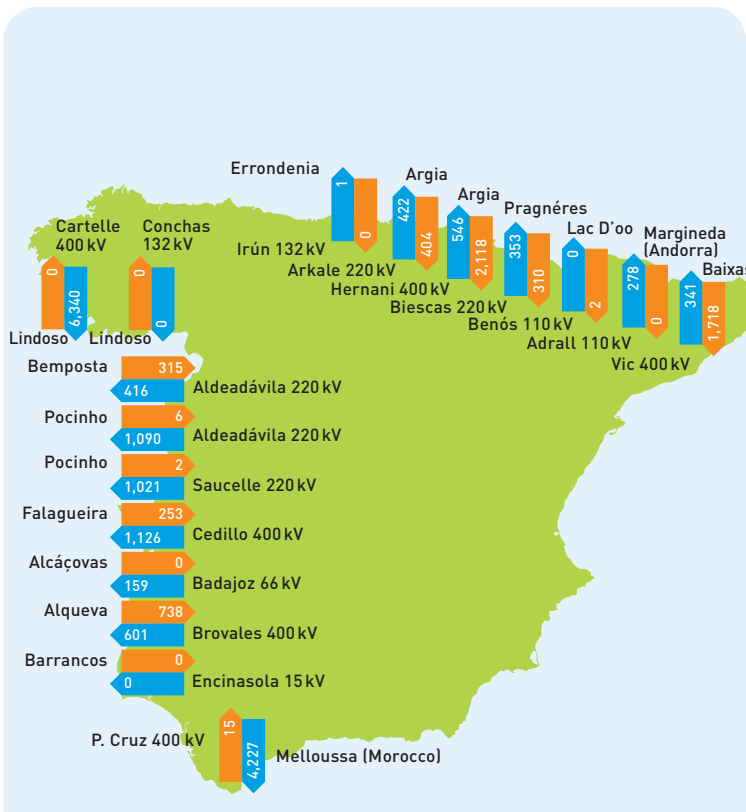 Errondenia
1
0
Irún 132 kV
Argia
422
404
Arkale 220 kV
Argia
546
2,118
Hernani 400 kV
Pragnéres
353
310
Biescas 220 kV
Lac D’oo
0
2
Benós 110 kV
Margineda
(Andorra)
278
0
Adrall 110 kV
Baixas
341
1,718
Vic 400 kV
Cartelle
400 kV
0
6,340
Lindoso
Conchas
132 kV
0
0
Lindoso
Bemposta
315
416
Aldeadávila 220 kV
Pocinho
6
1,090
Aldeadávila 220 kV
Pocinho
2
1,021
Saucelle 220 kV
Falagueira
253
1,126
Cedillo 400 kV
Alcáçovas
0
159
Badajoz 66 kV
Alqueva
738
601
Brovales 400 kV
Barrancos
0
0
Encinasola 15 kV
P. Cruz 400 kV
15
4,227
Melloussa (Morocco)